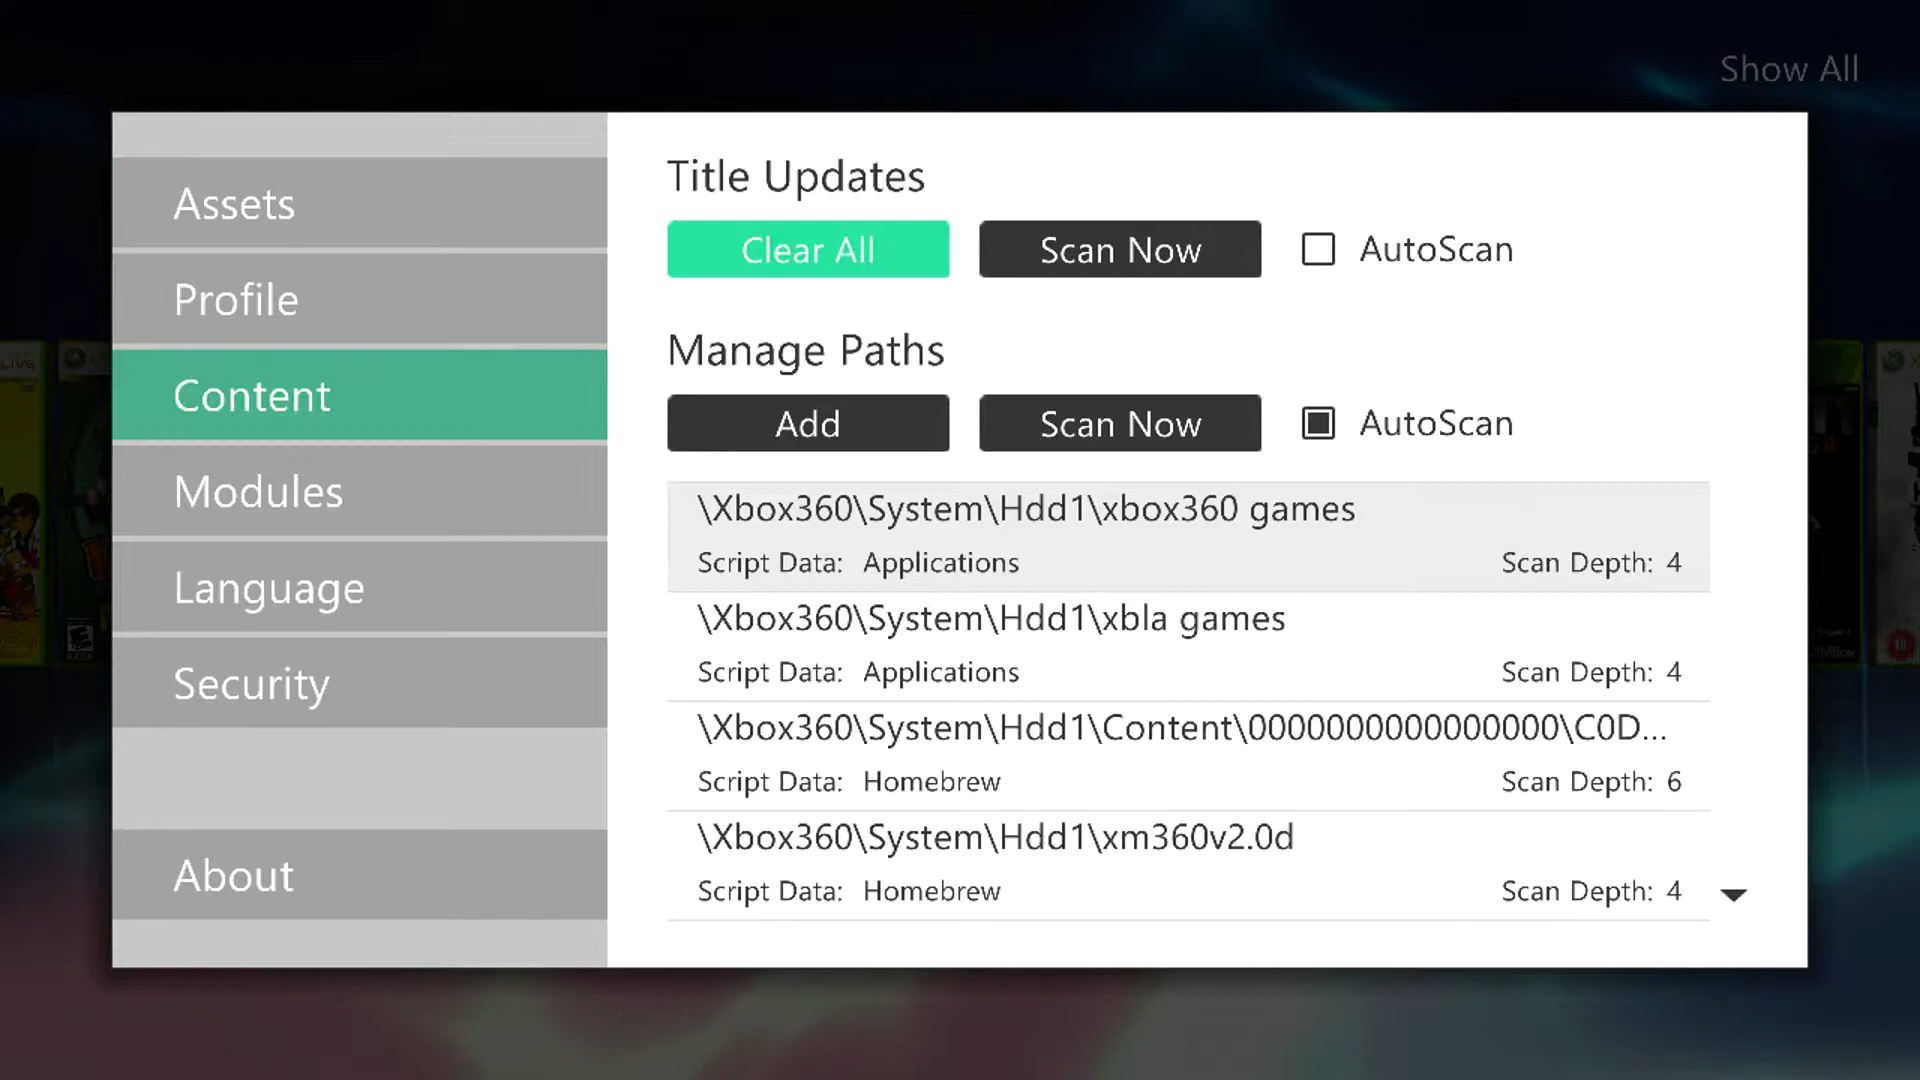 Show All
Assets
Profile
Content
Modules
Language
Security
About
Title Updates
Clear All
Scan Now
AutoScan
Manage Paths
Add
Scan Now
AutoScan
\Xbox360\System\Hdd1\xbox360 games
Script Data: Applications Scan Depth: 4
\Xbox360\System\Hdd1\xbla games
Script Data: Applications Scan Depth: 4
\Xbox360\System\Hdd1\Content\0000000000000000\C0D...
Script Data: Homebrew Scan Depth: 6
\Xbox360\System\Hdd1\xm360v2.0d
Script Data: Homebrew Scan Depth: 4